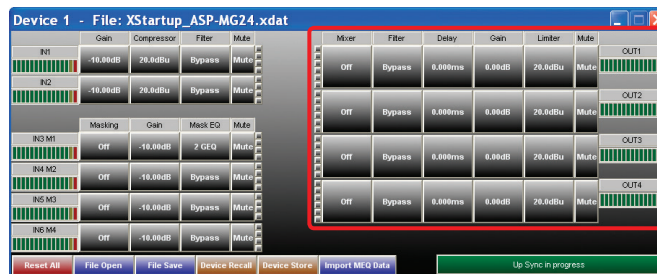 Device 1 - File: XStartup_ASP-MG24.xdat
Gain Compressor Filter Mute
IN1 -10.00dB 20.0dBu Bypass Mute
IN2 -10.00dB 20.0dBu Bypass Mute
Masking Gain Mask EQ Mute
IN3 M1 Off -10.00dB 2 GEQ Mute
IN4 M2 Off -10.00dB Bypass Mute
IN5 M3 Off -10.00dB Bypass Mute
IN6 M4 Off -10.00dB Bypass Mute
Mixer Filter Delay Gain Limiter Mute
Off Bypass 0.000ms 0.00dB 20.0dBu Mute OUT1
Off Bypass 0.000ms 0.00dB 20.0dBu Mute OUT2
Off Bypass 0.000ms 0.00dB 20.0dBu Mute OUT3
Off Bypass 0.000ms 0.00dB 20.0dBu Mute OUT4
Reset All File Open File Save Device Recall Device Store Import MEQ Data Up Sync in progress